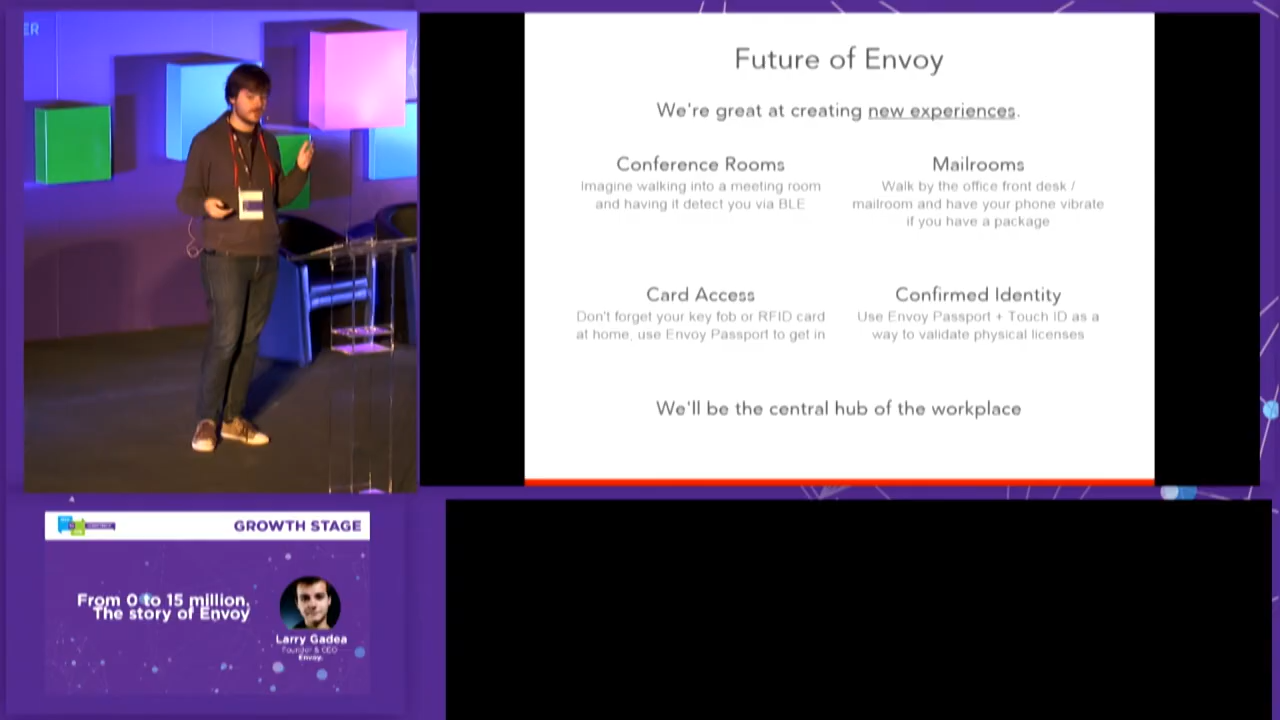 ER
Future of Envoy
We're great at creating new experiences.
Conference Rooms
Imagine walking into a meeting room
and having it detect you via BLE
Mailrooms
Walk by the office front desk /
mailroom and have your phone vibrate
if you have a package
Card Access
Don't forget your key fob or RFID card
at home, use Envoy Passport to get in
Confirmed Identity
Use Envoy Passport + Touch ID as a
way to validate physical licenses
We'll be the central hub of the workplace
GROWTH STAGE
From 0 to 15 million,
The story of Envoy
Larry Gadea
Founder & CEO
Envoy.